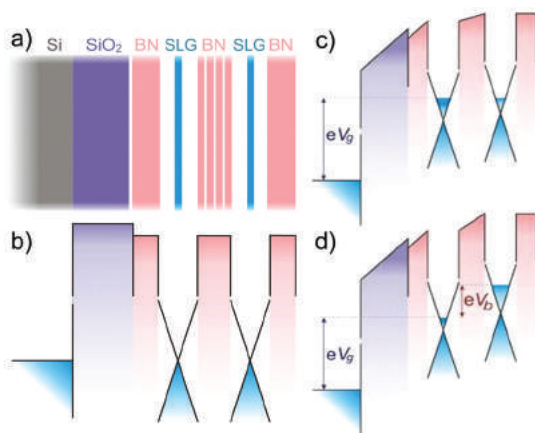 a)
Si SiO₂ BN SLG BN SLG BN
b)
c)
eVg
d)
eVb
eVg